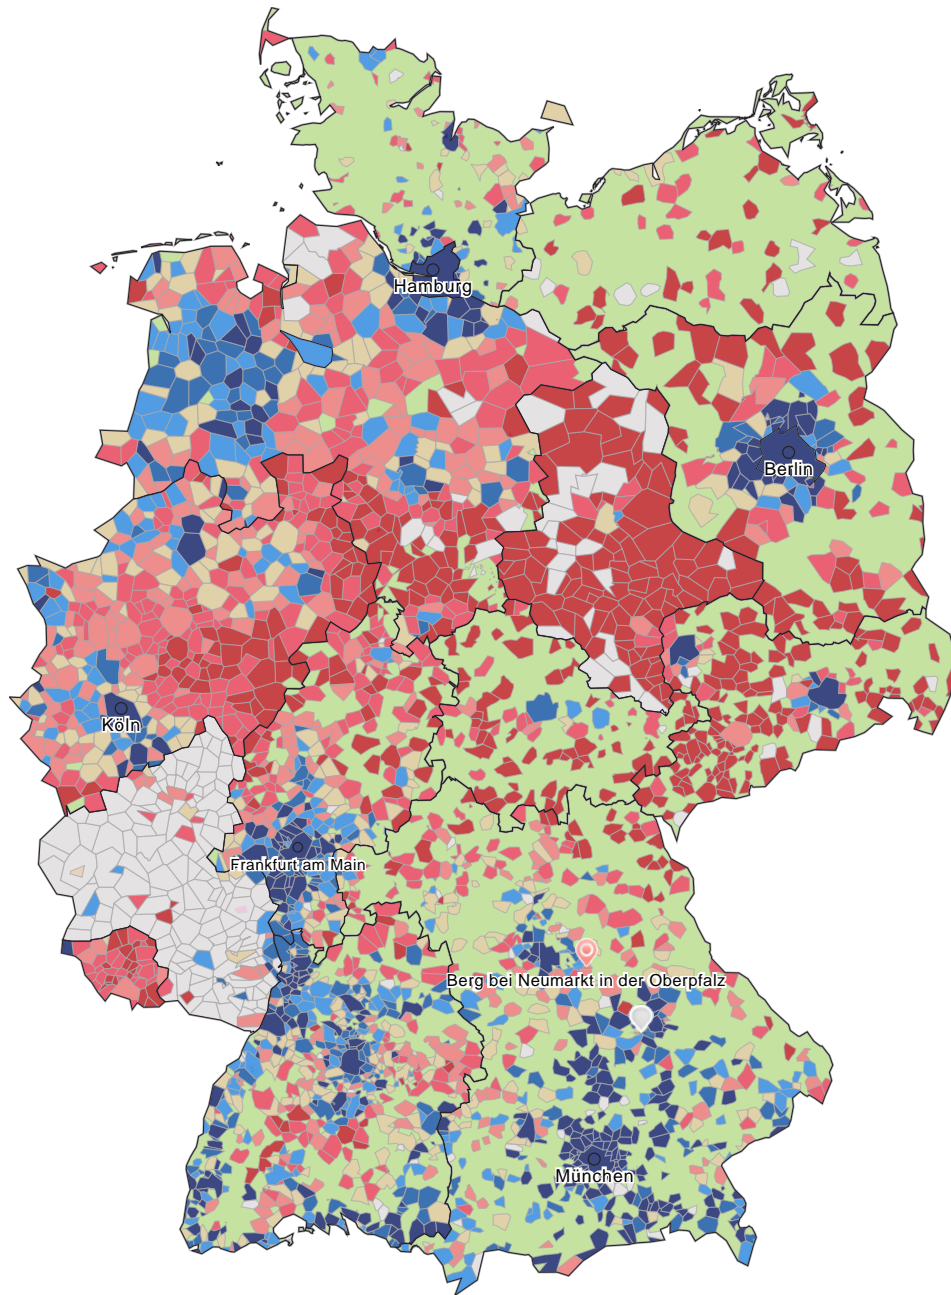 Hamburg
Berlin
Köln
Frankfurt am Main
Berg bei Neumarkt in der Oberpfalz
München